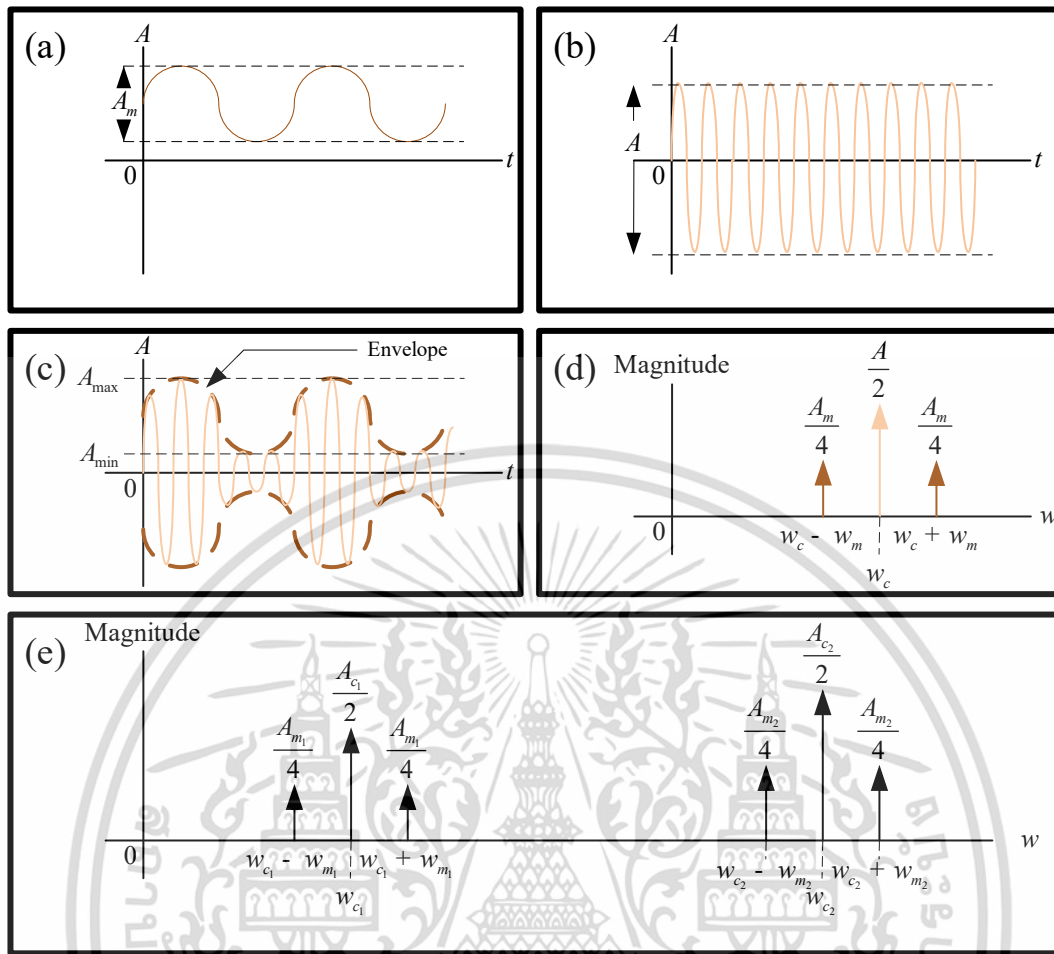 (a)
A
A_m
0
t
(b)
A
A
0
t
(c)
A
Envelope
A_max
A_min
0
t
(d)
Magnitude
A/2
A_m/4
A_m/4
0
w
w_c - w_m
w_c + w_m
w_c
(e)
Magnitude
A_c₁/2
A_m₁/4
A_m₁/4
A_c₂/2
A_m₂/4
A_m₂/4
0
w
w_c₁ - w_m₁
w_c₁ + w_m₁
w_c₂ - w_m₂
w_c₂ + w_m₂
w_c₁
w_c₂